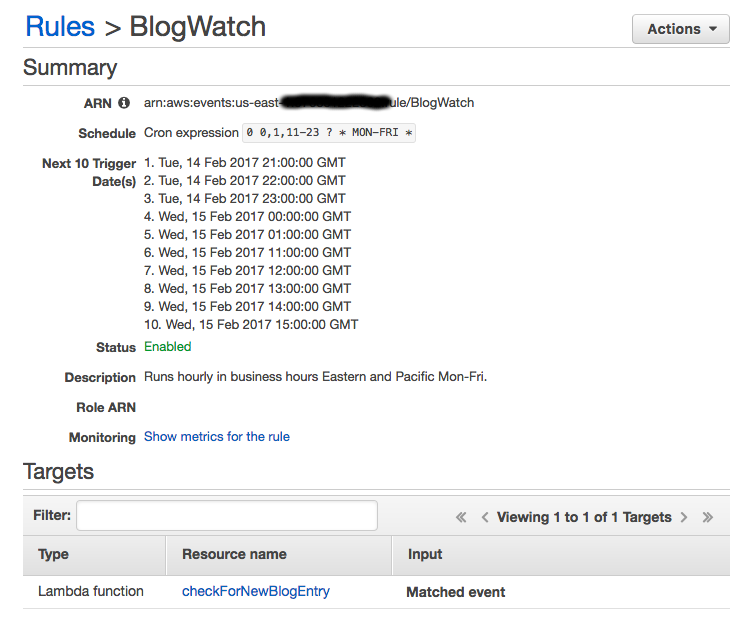 Rules > BlogWatch
Actions
Summary
ARN arn:aws:events:us-east- ule/BlogWatch
Schedule Cron expression 0 0,1,11-23 ? * MON-FRI *
Next 10 Trigger Date(s) 1. Tue, 14 Feb 2017 21:00:00 GMT
2. Tue, 14 Feb 2017 22:00:00 GMT
3. Tue, 14 Feb 2017 23:00:00 GMT
4. Wed, 15 Feb 2017 00:00:00 GMT
5. Wed, 15 Feb 2017 01:00:00 GMT
6. Wed, 15 Feb 2017 11:00:00 GMT
7. Wed, 15 Feb 2017 12:00:00 GMT
8. Wed, 15 Feb 2017 13:00:00 GMT
9. Wed, 15 Feb 2017 14:00:00 GMT
10. Wed, 15 Feb 2017 15:00:00 GMT
Status Enabled
Description Runs hourly in business hours Eastern and Pacific Mon-Fri.
Role ARN
Monitoring Show metrics for the rule
Targets
Filter: « < Viewing 1 to 1 of 1 Targets > »
Type Resource name Input
Lambda function checkForNewBlogEntry Matched event